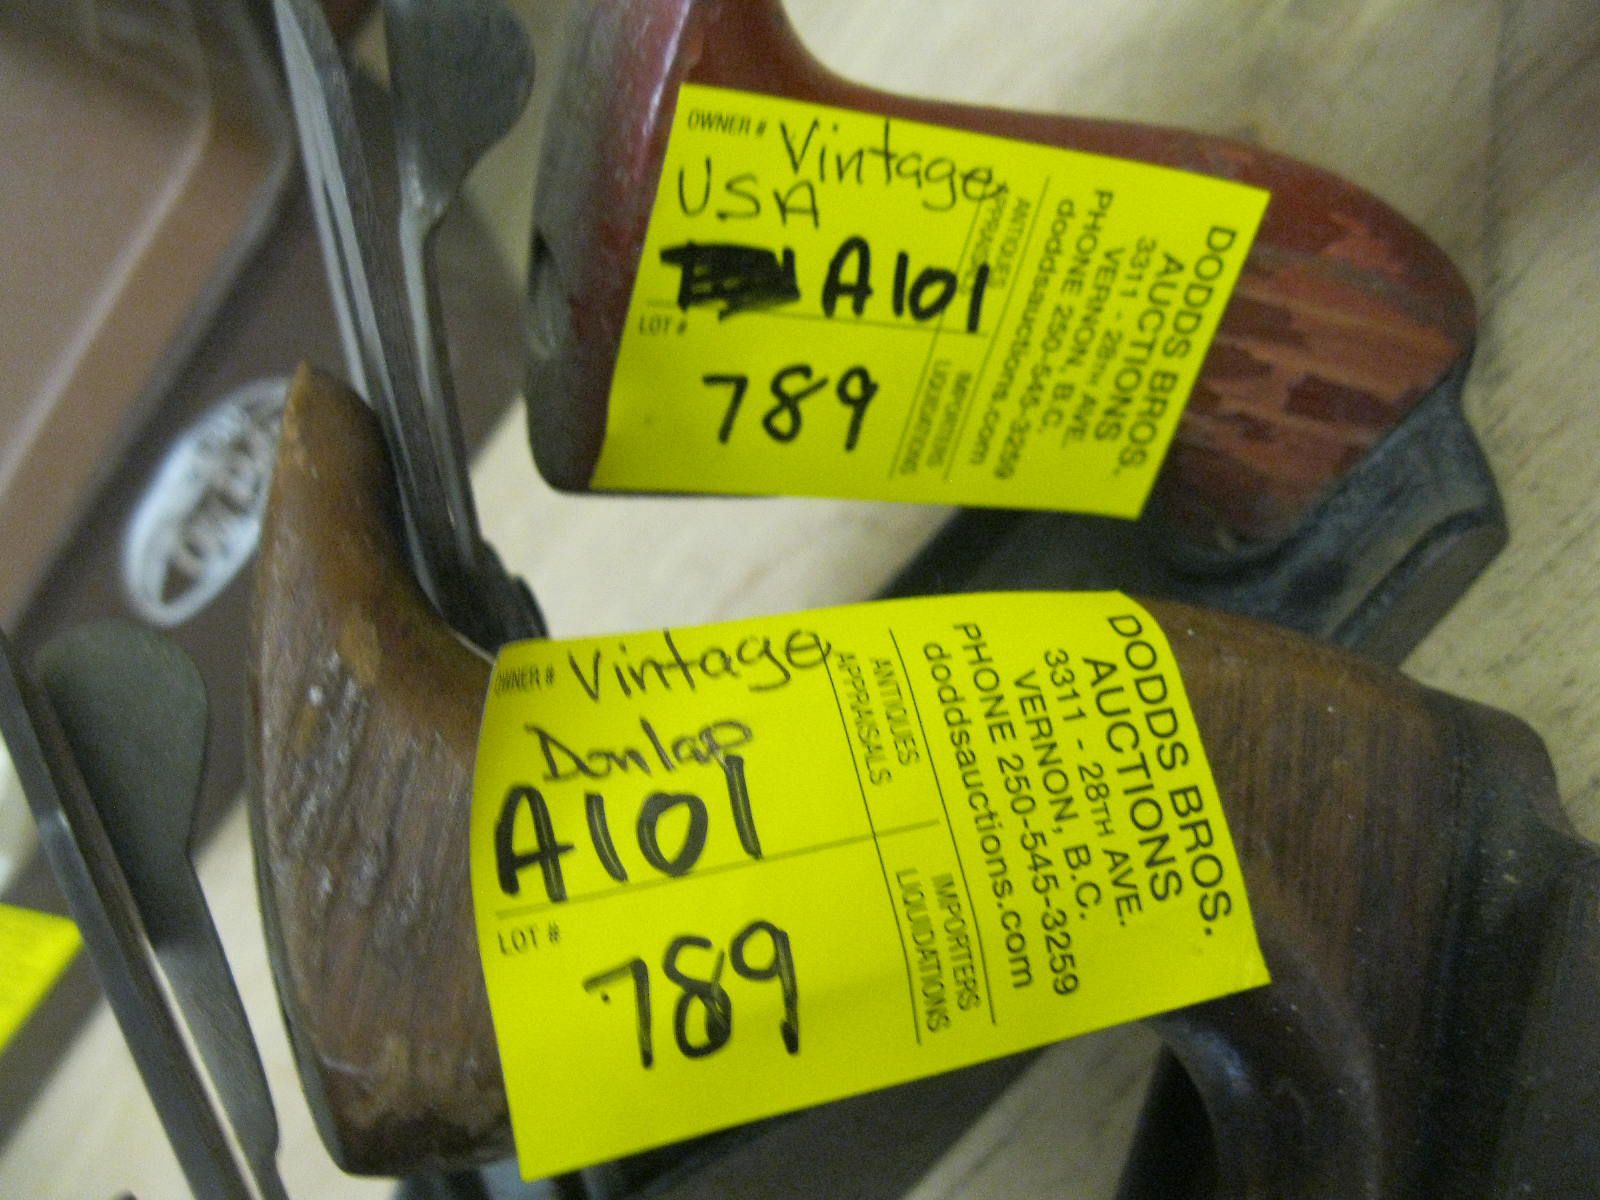 OWNER # Vintage
USA
A101
LOT #
789
ANTIQUES
APPRAISALS
IMPORTERS
LIQUIDATIONS
DODDS BROS.
AUCTIONS
3311 - 28TH AVE.
VERNON, B.C.
PHONE 250-545-3259
doddsauctions.com
OWNER # Vintage
Donlap
A101
LOT #
789
ANTIQUES
APPRAISALS
IMPORTERS
LIQUIDATIONS
DODDS BROS.
AUCTIONS
3311 - 28TH AVE.
VERNON, B.C.
PHONE 250-545-3259
doddsauctions.com